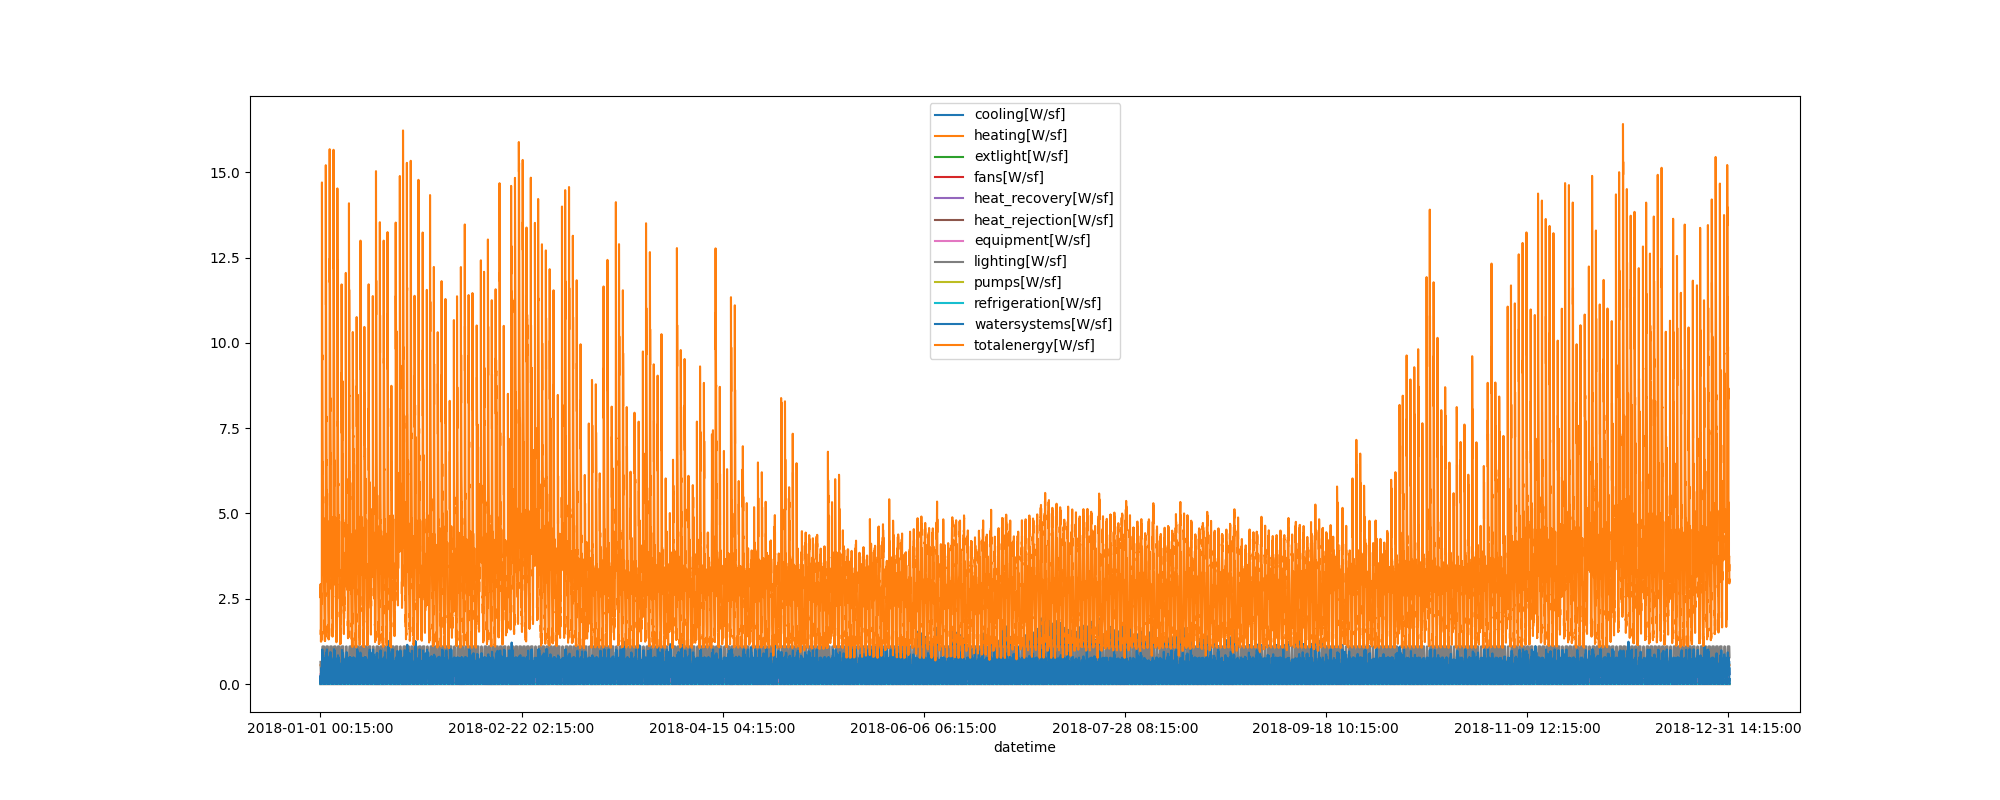 cooling[W/sf]
heating[W/sf]
extlight[W/sf]
fans[W/sf]
heat_recovery[W/sf]
heat_rejection[W/sf]
equipment[W/sf]
lighting[W/sf]
pumps[W/sf]
refrigeration[W/sf]
watersystems[W/sf]
totalenergy[W/sf]
15.0
12.5
10.0
7.5
5.0
2.5
0.0
2018-01-01 00:15:00 2018-02-22 02:15:00 2018-04-15 04:15:00 2018-06-06 06:15:00 2018-07-28 08:15:00 2018-09-18 10:15:00 2018-11-09 12:15:00 2018-12-31 14:15:00
datetime